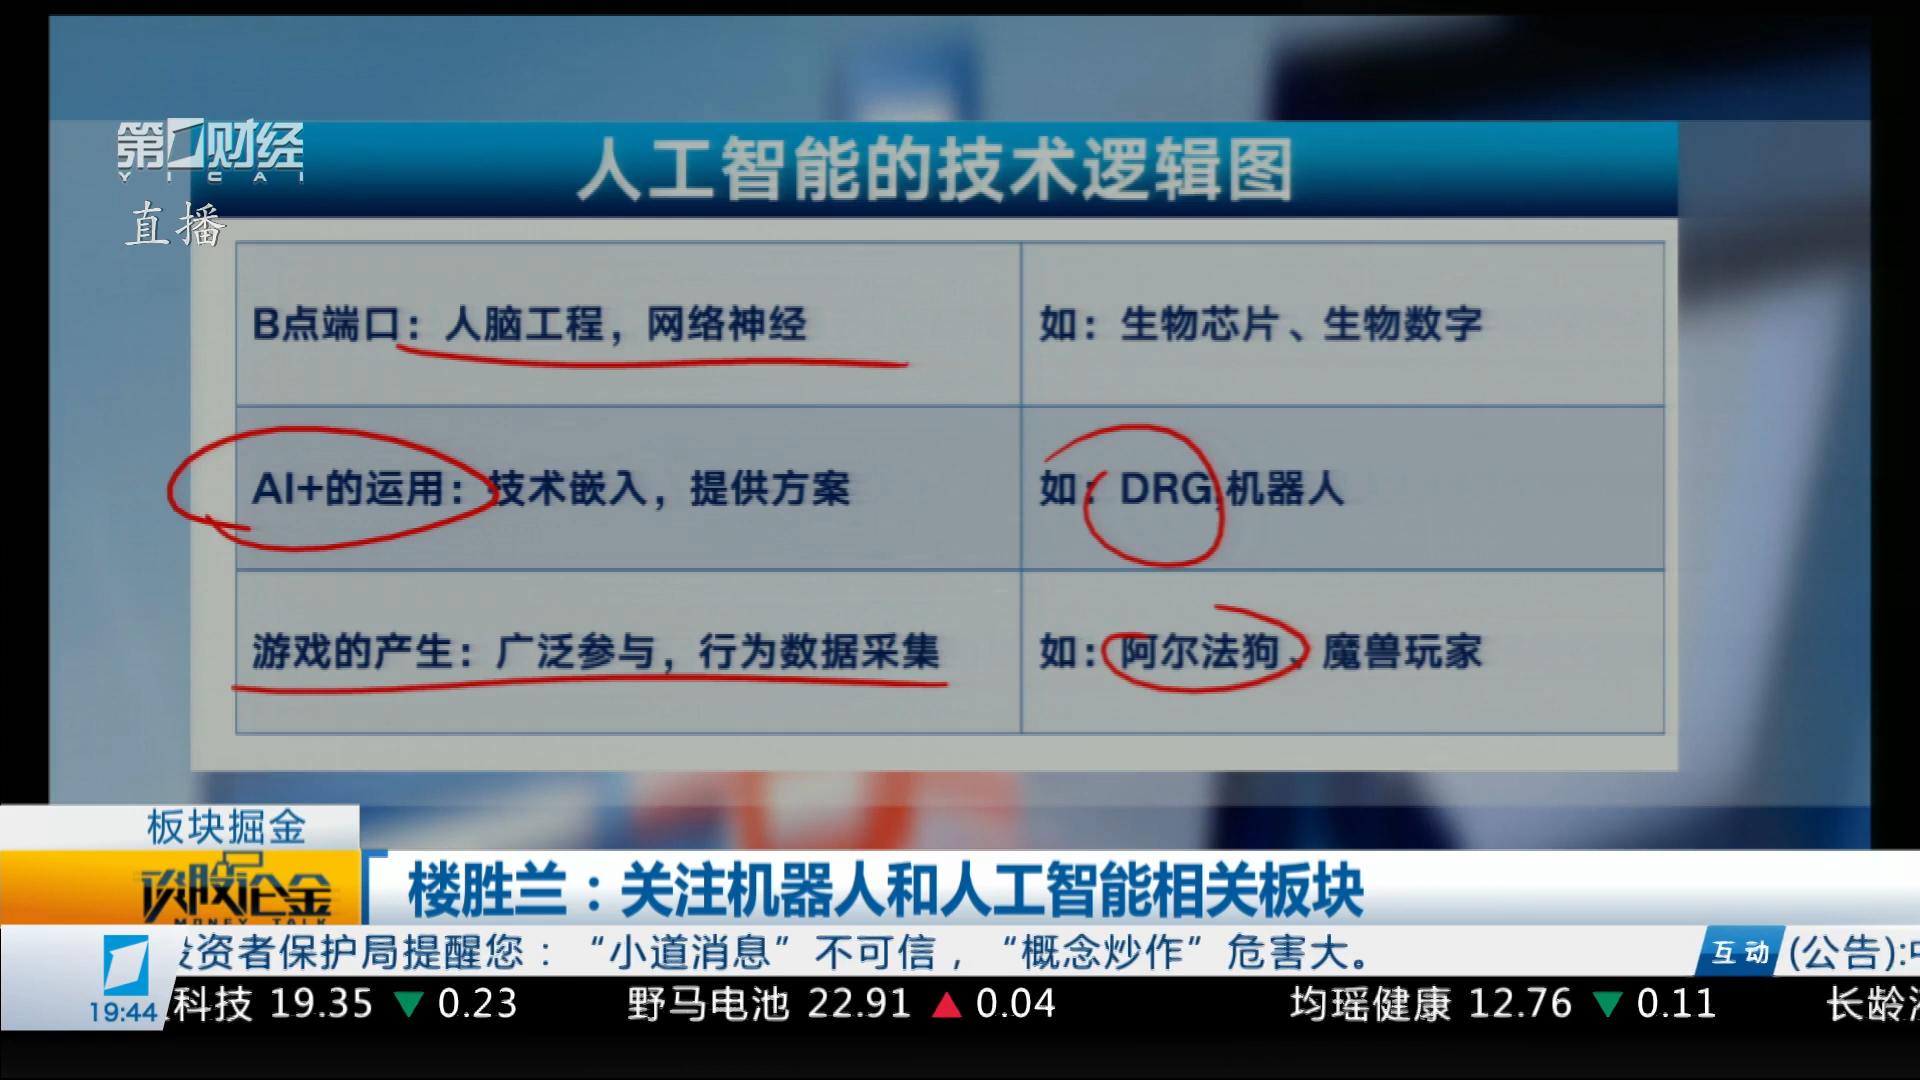 第一财经
YICAI
直播
人工智能的技术逻辑图
B点端口：人脑工程，网络神经
如：生物芯片、生物数字
AI+的运用：技术嵌入，提供方案
如：DRG,机器人
游戏的产生：广泛参与，行为数据采集
如：阿尔法狗、魔兽玩家
板块掘金
谈股论金
MONEY TALK
楼胜兰：关注机器人和人工智能相关板块
资者保护局提醒您：“小道消息”不可信，“概念炒作”危害大。
互动 (公告):
19:44
科技 19.35 ▼ 0.23 野马电池 22.91 ▲ 0.04 均瑶健康 12.76 ▼ 0.11 长龄